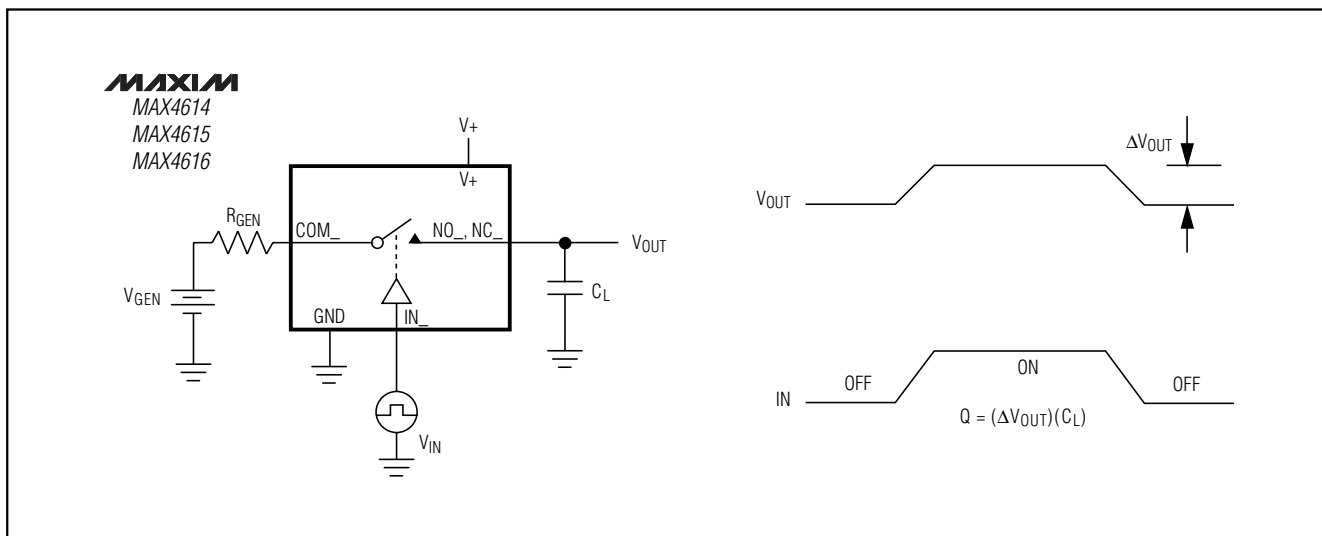 MAXIM
MAX4614
MAX4615
MAX4616
V+
V+
RGEN
COM_
NO_, NC_
VOUT
VGEN
CL
GND
IN_
VIN
ΔVOUT
VOUT
IN
OFF
ON
OFF
Q = (ΔVOUT)(CL)